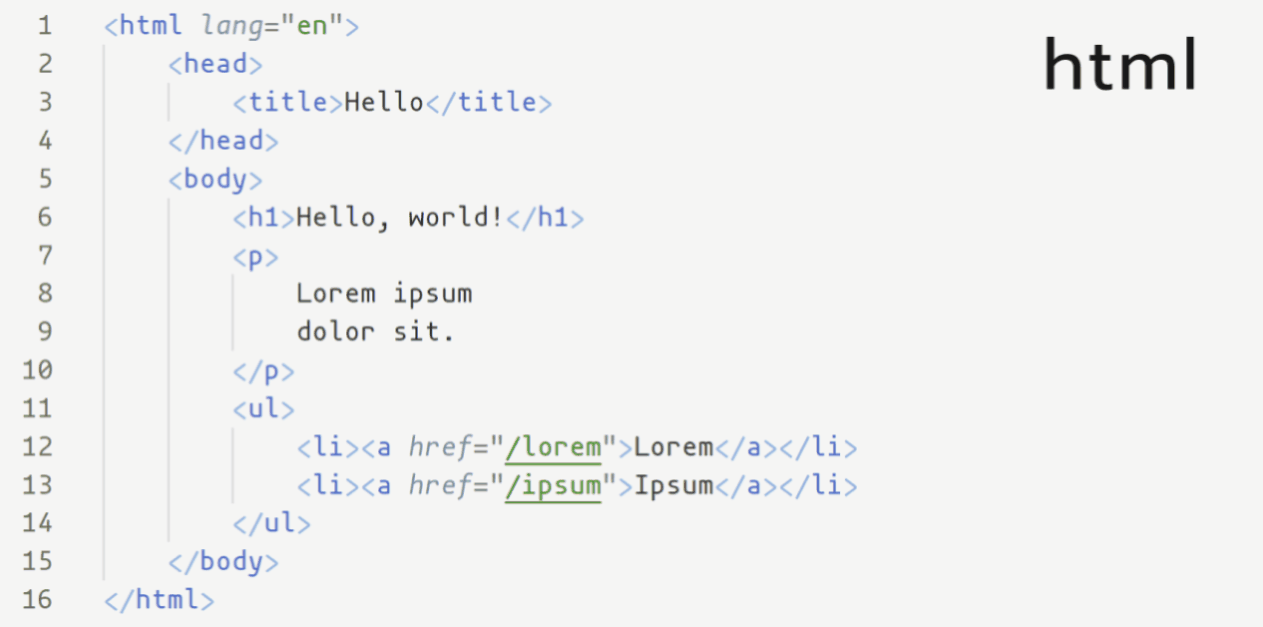 html
1 <html lang="en">
2     <head>
3         <title>Hello</title>
4     </head>
5     <body>
6         <h1>Hello, world!</h1>
7         <p>
8             Lorem ipsum
9             dolor sit.
10         </p>
11         <ul>
12             <li><a href="/lorem">Lorem</a></li>
13             <li><a href="/ipsum">Ipsum</a></li>
14         </ul>
15     </body>
16 </html>